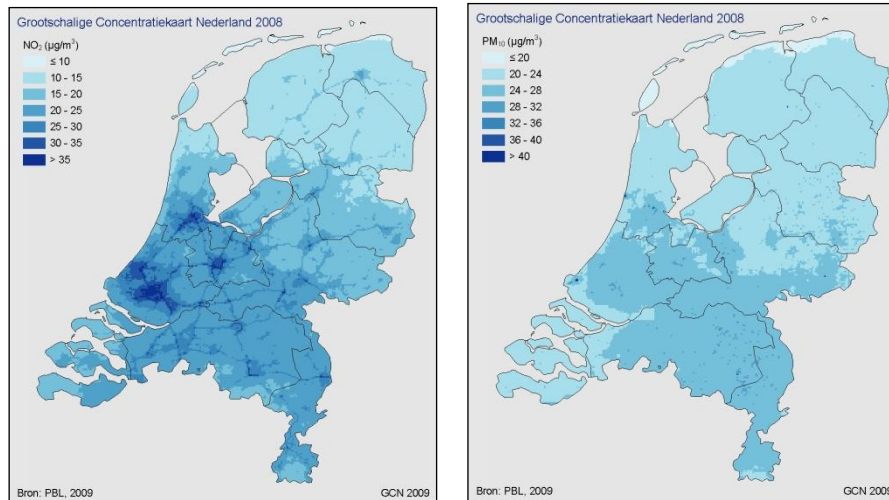 Grootschalige Concentratiekaart Nederland 2008
NO₂ (µg/m³)
≤ 10
10 - 15
15 - 20
20 - 25
25 - 30
30 - 35
> 35
Bron: PBL, 2009
GCN 2009
Grootschalige Concentratiekaart Nederland 2008
PM₁₀ (µg/m³)
≤ 20
20 - 24
24 - 28
28 - 32
32 - 36
36 - 40
> 40
Bron: PBL, 2009
GCN 2009